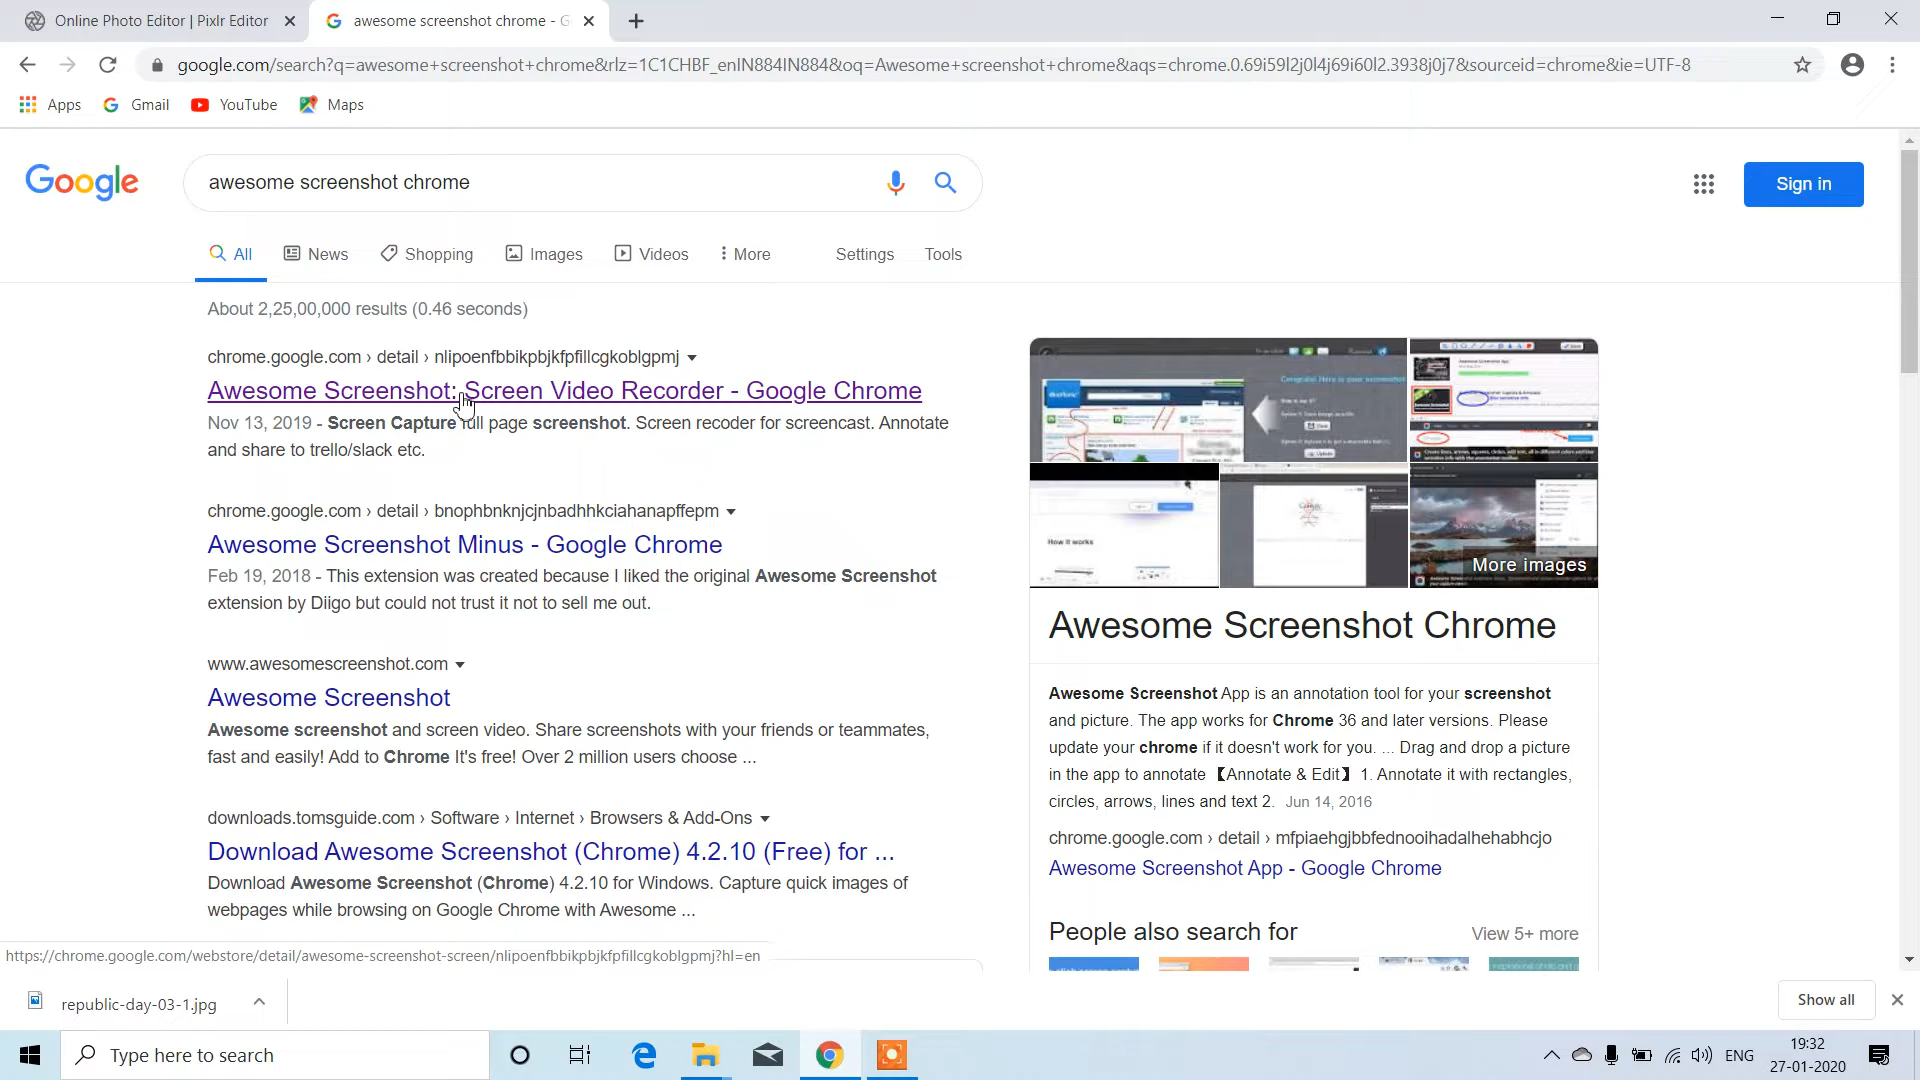 Online Photo Editor | Pixlr Editor
awesome screenshot chrome - G
google.com/search?q=awesome+screenshot+chrome&rlz=1C1CHBF_enIN884IN884&oq=Awesome+screenshot+chrome&aqs=chrome.0.69i59l2j0l4j69i60l2.3938j0j7&sourceid=chrome&ie=UTF-8
Apps Gmail YouTube Maps
Google
awesome screenshot chrome
Sign in
All News Shopping Images Videos More Settings Tools
About 2,25,00,000 results (0.46 seconds)
chrome.google.com › detail › nlipoenfbbikpbjkfpfillcgkoblgpmj
Awesome Screenshot: Screen Video Recorder - Google Chrome
Nov 13, 2019 - Screen Capture full page screenshot. Screen recoder for screencast. Annotate
and share to trello/slack etc.
chrome.google.com › detail › bnophbnknjcjnbadhhkciahanapffepm
Awesome Screenshot Minus - Google Chrome
Feb 19, 2018 - This extension was created because I liked the original Awesome Screenshot
extension by Diigo but could not trust it not to sell me out.
www.awesomescreenshot.com
Awesome Screenshot
Awesome screenshot and screen video. Share screenshots with your friends or teammates,
fast and easily! Add to Chrome It's free! Over 2 million users choose ...
downloads.tomsguide.com › Software › Internet › Browsers & Add-Ons
Download Awesome Screenshot (Chrome) 4.2.10 (Free) for ...
Download Awesome Screenshot (Chrome) 4.2.10 for Windows. Capture quick images of
webpages while browsing on Google Chrome with Awesome ...
How it works
More images
Awesome Screenshot Chrome
Awesome Screenshot App is an annotation tool for your screenshot
and picture. The app works for Chrome 36 and later versions. Please
update your chrome if it doesn't work for you. ... Drag and drop a picture
in the app to annotate 【Annotate & Edit】 1. Annotate it with rectangles,
circles, arrows, lines and text 2. Jun 14, 2016
chrome.google.com › detail › mfpiaehgjbbfednooihadalhehabhcjo
Awesome Screenshot App - Google Chrome
People also search for
View 5+ more
https://chrome.google.com/webstore/detail/awesome-screenshot-screen/nlipoenfbbikpbjkfpfillcgkoblgpmj?hl=en
republic-day-03-1.jpg
Show all
Type here to search
ENG
19:32
27-01-2020